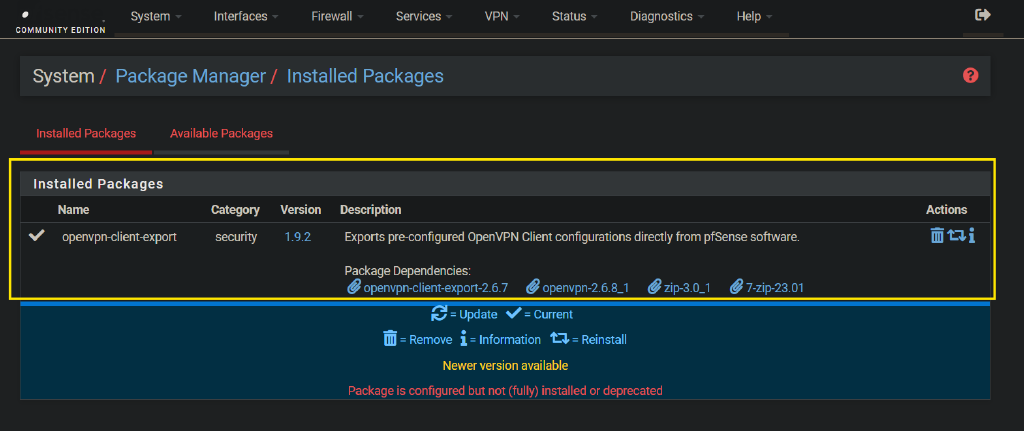 System Interfaces Firewall Services VPN Status Diagnostics Help
COMMUNITY EDITION
System / Package Manager / Installed Packages
Installed Packages Available Packages
Installed Packages
Name Category Version Description Actions
openvpn-client-export security 1.9.2 Exports pre-configured OpenVPN Client configurations directly from pfSense software.
Package Dependencies:
openvpn-client-export-2.6.7 openvpn-2.6.8_1 zip-3.0_1 7-zip-23.01
= Update = Current
= Remove = Information = Reinstall
Newer version available
Package is configured but not (fully) installed or deprecated